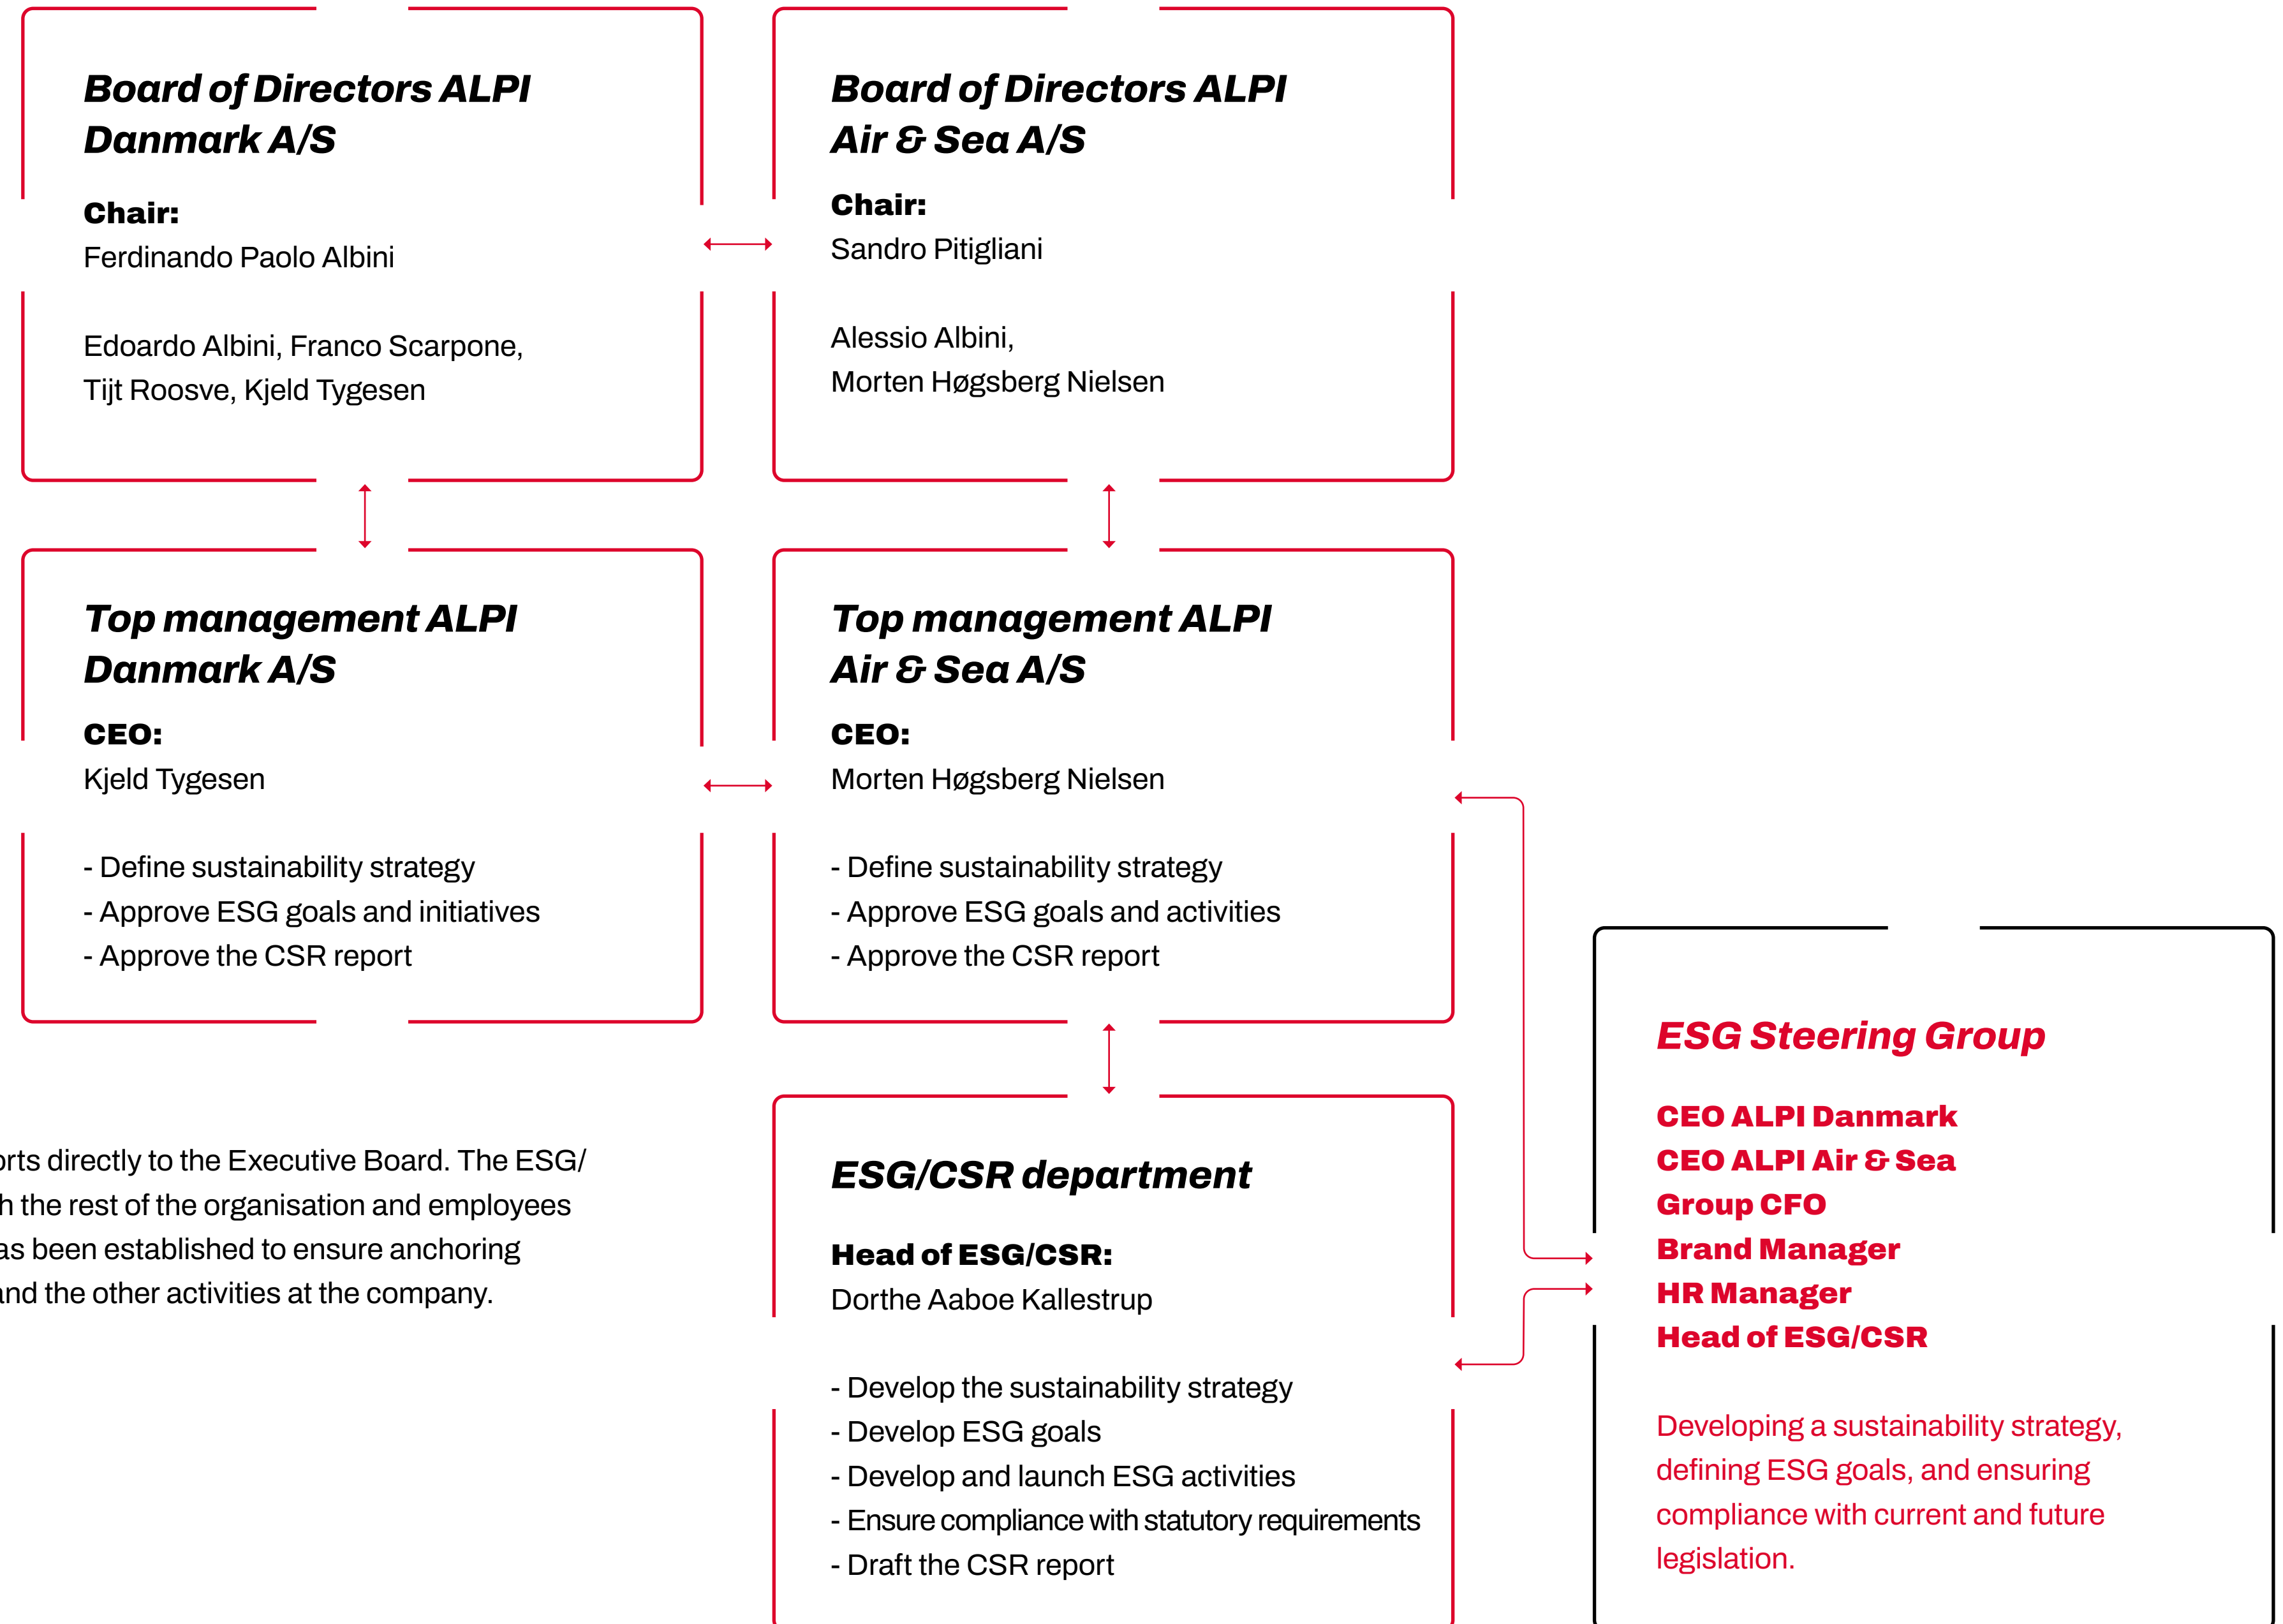 Board of Directors ALPI
Danmark A/S
Chair:
Ferdinando Paolo Albini
Edoardo Albini, Franco Scarpone,
Tijt Roosve, Kjeld Tygesen
Board of Directors ALPI
Air & Sea A/S
Chair:
Sandro Pitigliani
Alessio Albini,
Morten Høgsberg Nielsen
Top management ALPI
Danmark A/S
CEO:
Kjeld Tygesen
- Define sustainability strategy
- Approve ESG goals and initiatives
- Approve the CSR report
Top management ALPI
Air & Sea A/S
CEO:
Morten Høgsberg Nielsen
- Define sustainability strategy
- Approve ESG goals and activities
- Approve the CSR report
orts directly to the Executive Board. The ESG/
h the rest of the organisation and employees
as been established to ensure anchoring
and the other activities at the company.
ESG/CSR department
Head of ESG/CSR:
Dorthe Aaboe Kallestrup
- Develop the sustainability strategy
- Develop ESG goals
- Develop and launch ESG activities
- Ensure compliance with statutory requirements
- Draft the CSR report
ESG Steering Group
CEO ALPI Danmark
CEO ALPI Air & Sea
Group CFO
Brand Manager
HR Manager
Head of ESG/CSR
Developing a sustainability strategy,
defining ESG goals, and ensuring
compliance with current and future
legislation.